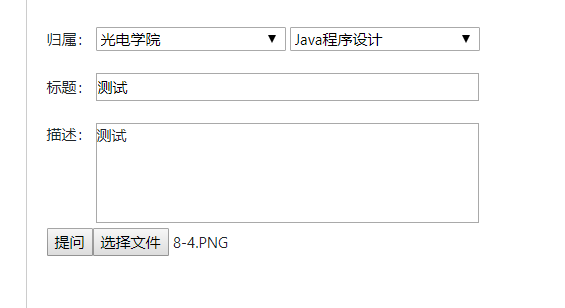 归属： 光电学院 Java程序设计
标题： 测试
描述： 测试
提问 选择文件 8-4.PNG